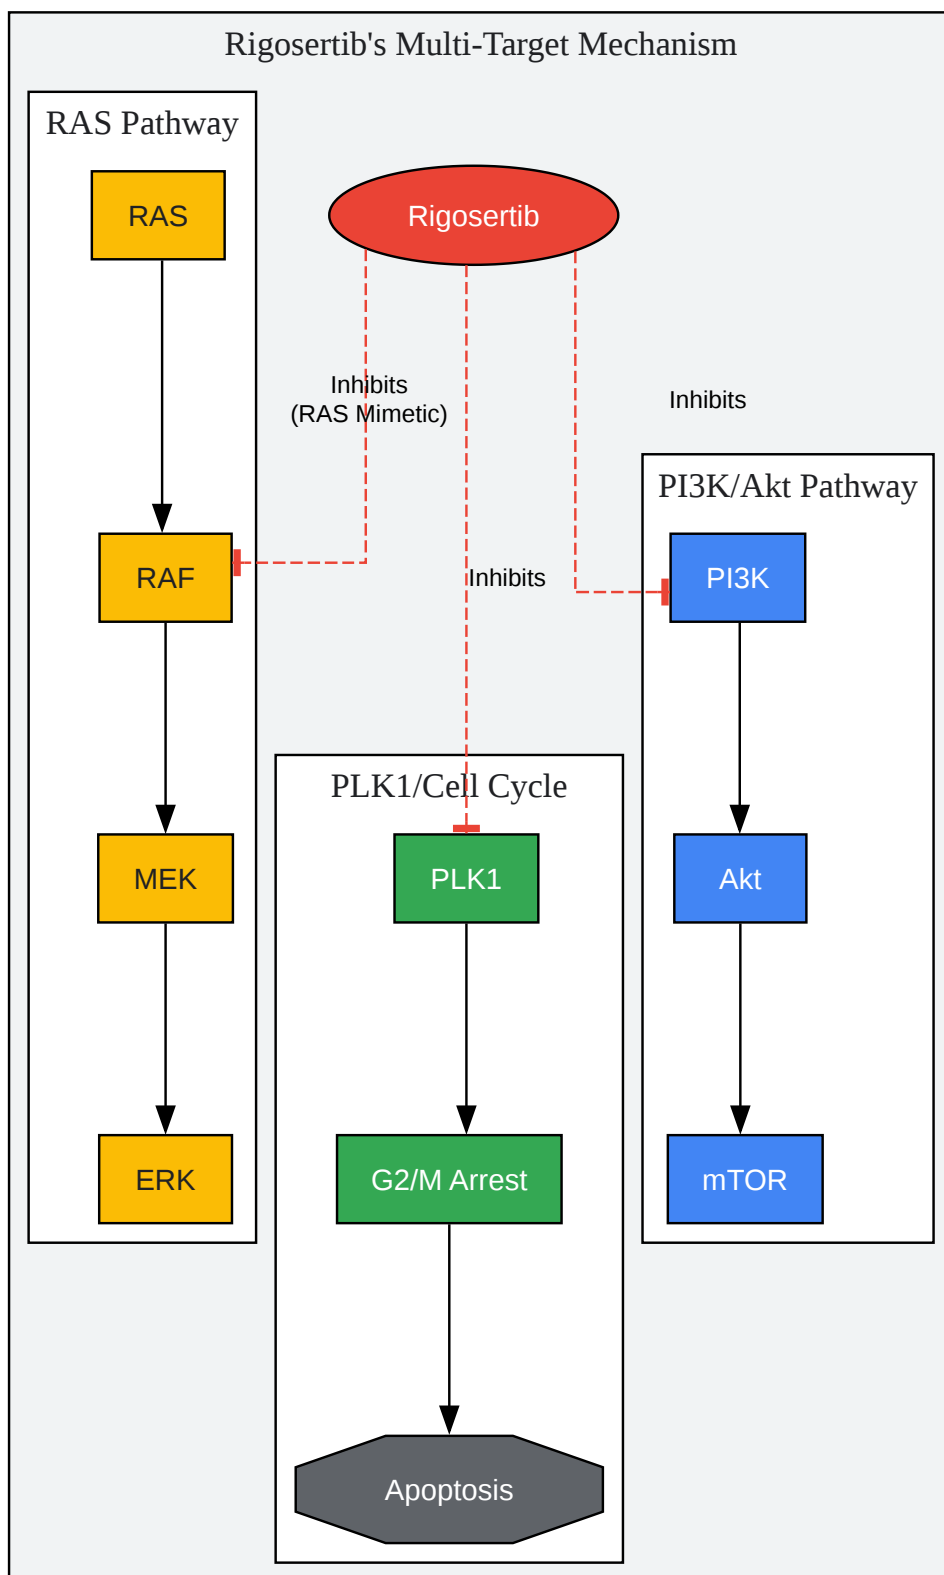 Rigosertib's Multi-Target Mechanism
RAS Pathway
RAS
Rigosertib
Inhibits
(RAS Mimetic)
Inhibits
PI3K/Akt Pathway
RAF
Inhibits
PI3K
PLK1/Cell Cycle
MEK
PLK1
Akt
ERK
G2/M Arrest
mTOR
Apoptosis